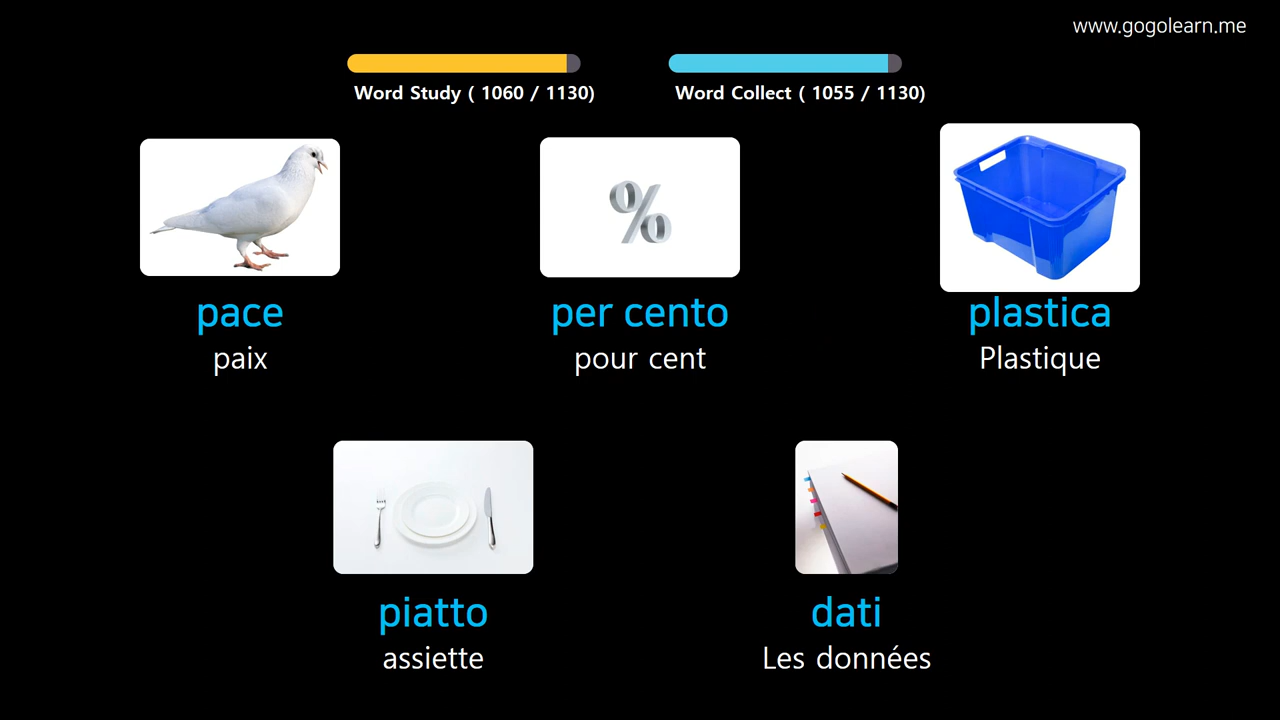 www.gogolearn.me
Word Study ( 1060 / 1130)
Word Collect ( 1055 / 1130)
pace
paix
per cento
pour cent
plastica
Plastique
%
piatto
assiette
dati
Les données